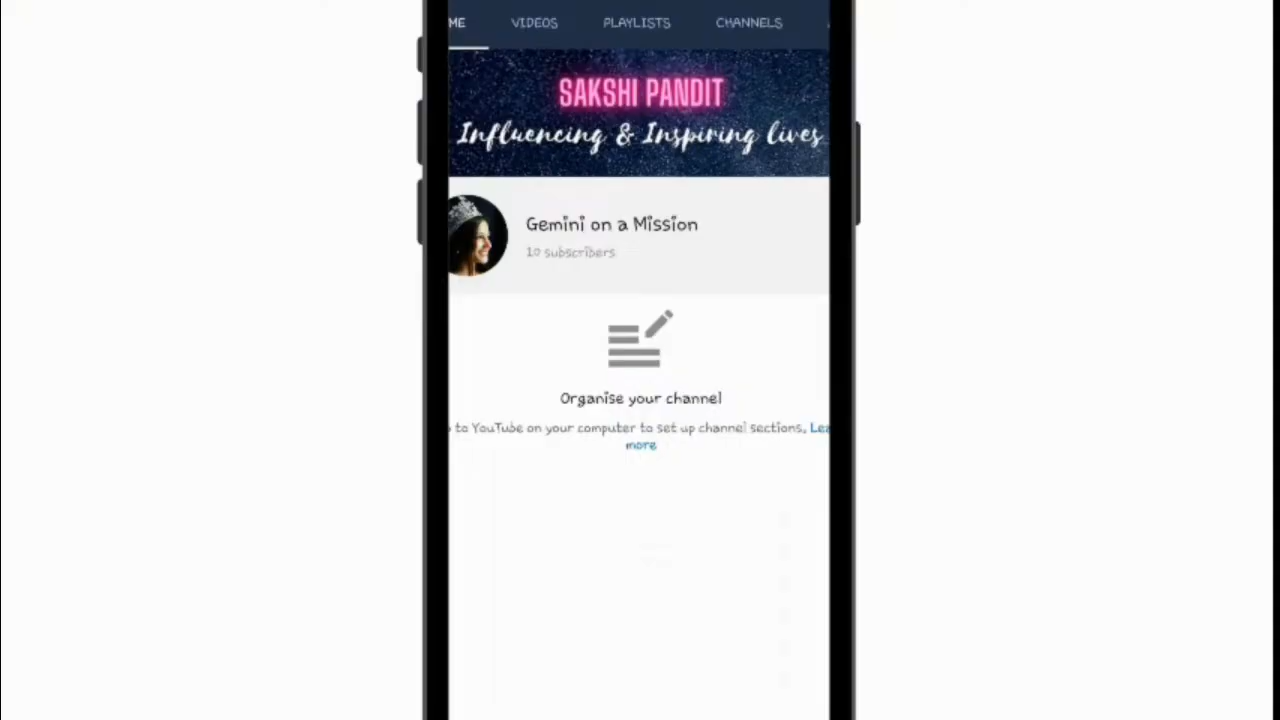 ME VIDEOS PLAYLISTS CHANNELS
SAKSHI PANDIT
Influencing & Inspiring lives
Gemini on a Mission
10 subscribers
Organise your channel
to YouTube on your computer to set up channel sections. Lea
more